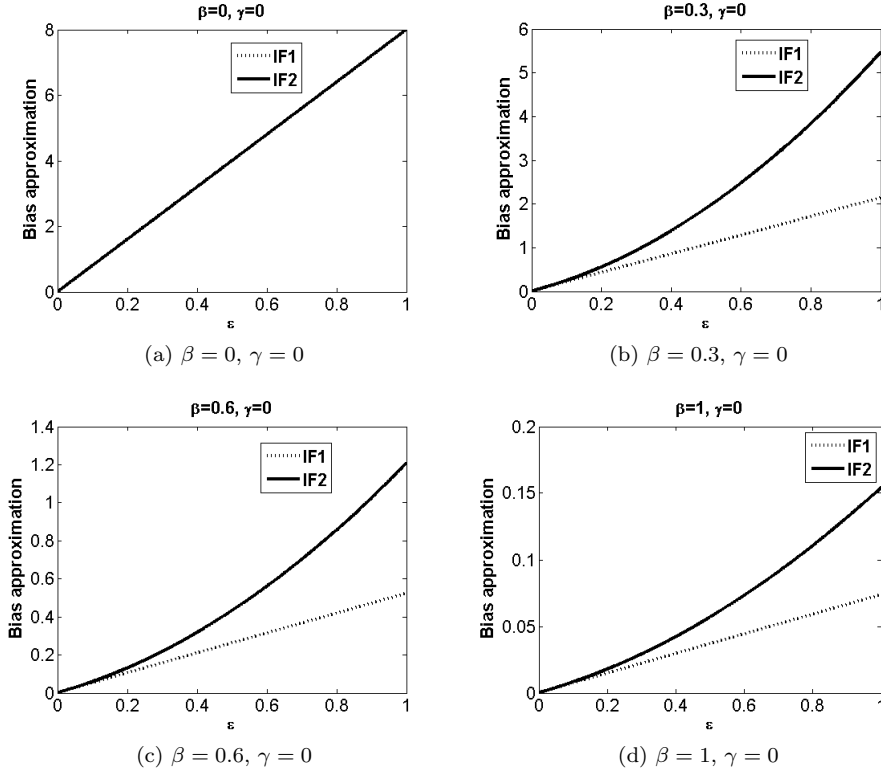 β=0, γ=0
8
6
4
2
0
0 0.2 0.4 0.6 0.8 1
Bias approximation
ε
IF1
IF2
(a) β = 0, γ = 0
β=0.3, γ=0
6
5
4
3
2
1
0
0 0.2 0.4 0.6 0.8 1
Bias approximation
ε
IF1
IF2
(b) β = 0.3, γ = 0
β=0.6, γ=0
1.4
1.2
1
0.8
0.6
0.4
0.2
0
0 0.2 0.4 0.6 0.8 1
Bias approximation
ε
IF1
IF2
(c) β = 0.6, γ = 0
β=1, γ=0
0.2
0.15
0.1
0.05
0
0 0.2 0.4 0.6 0.8 1
Bias approximation
ε
IF1
IF2
(d) β = 1, γ = 0